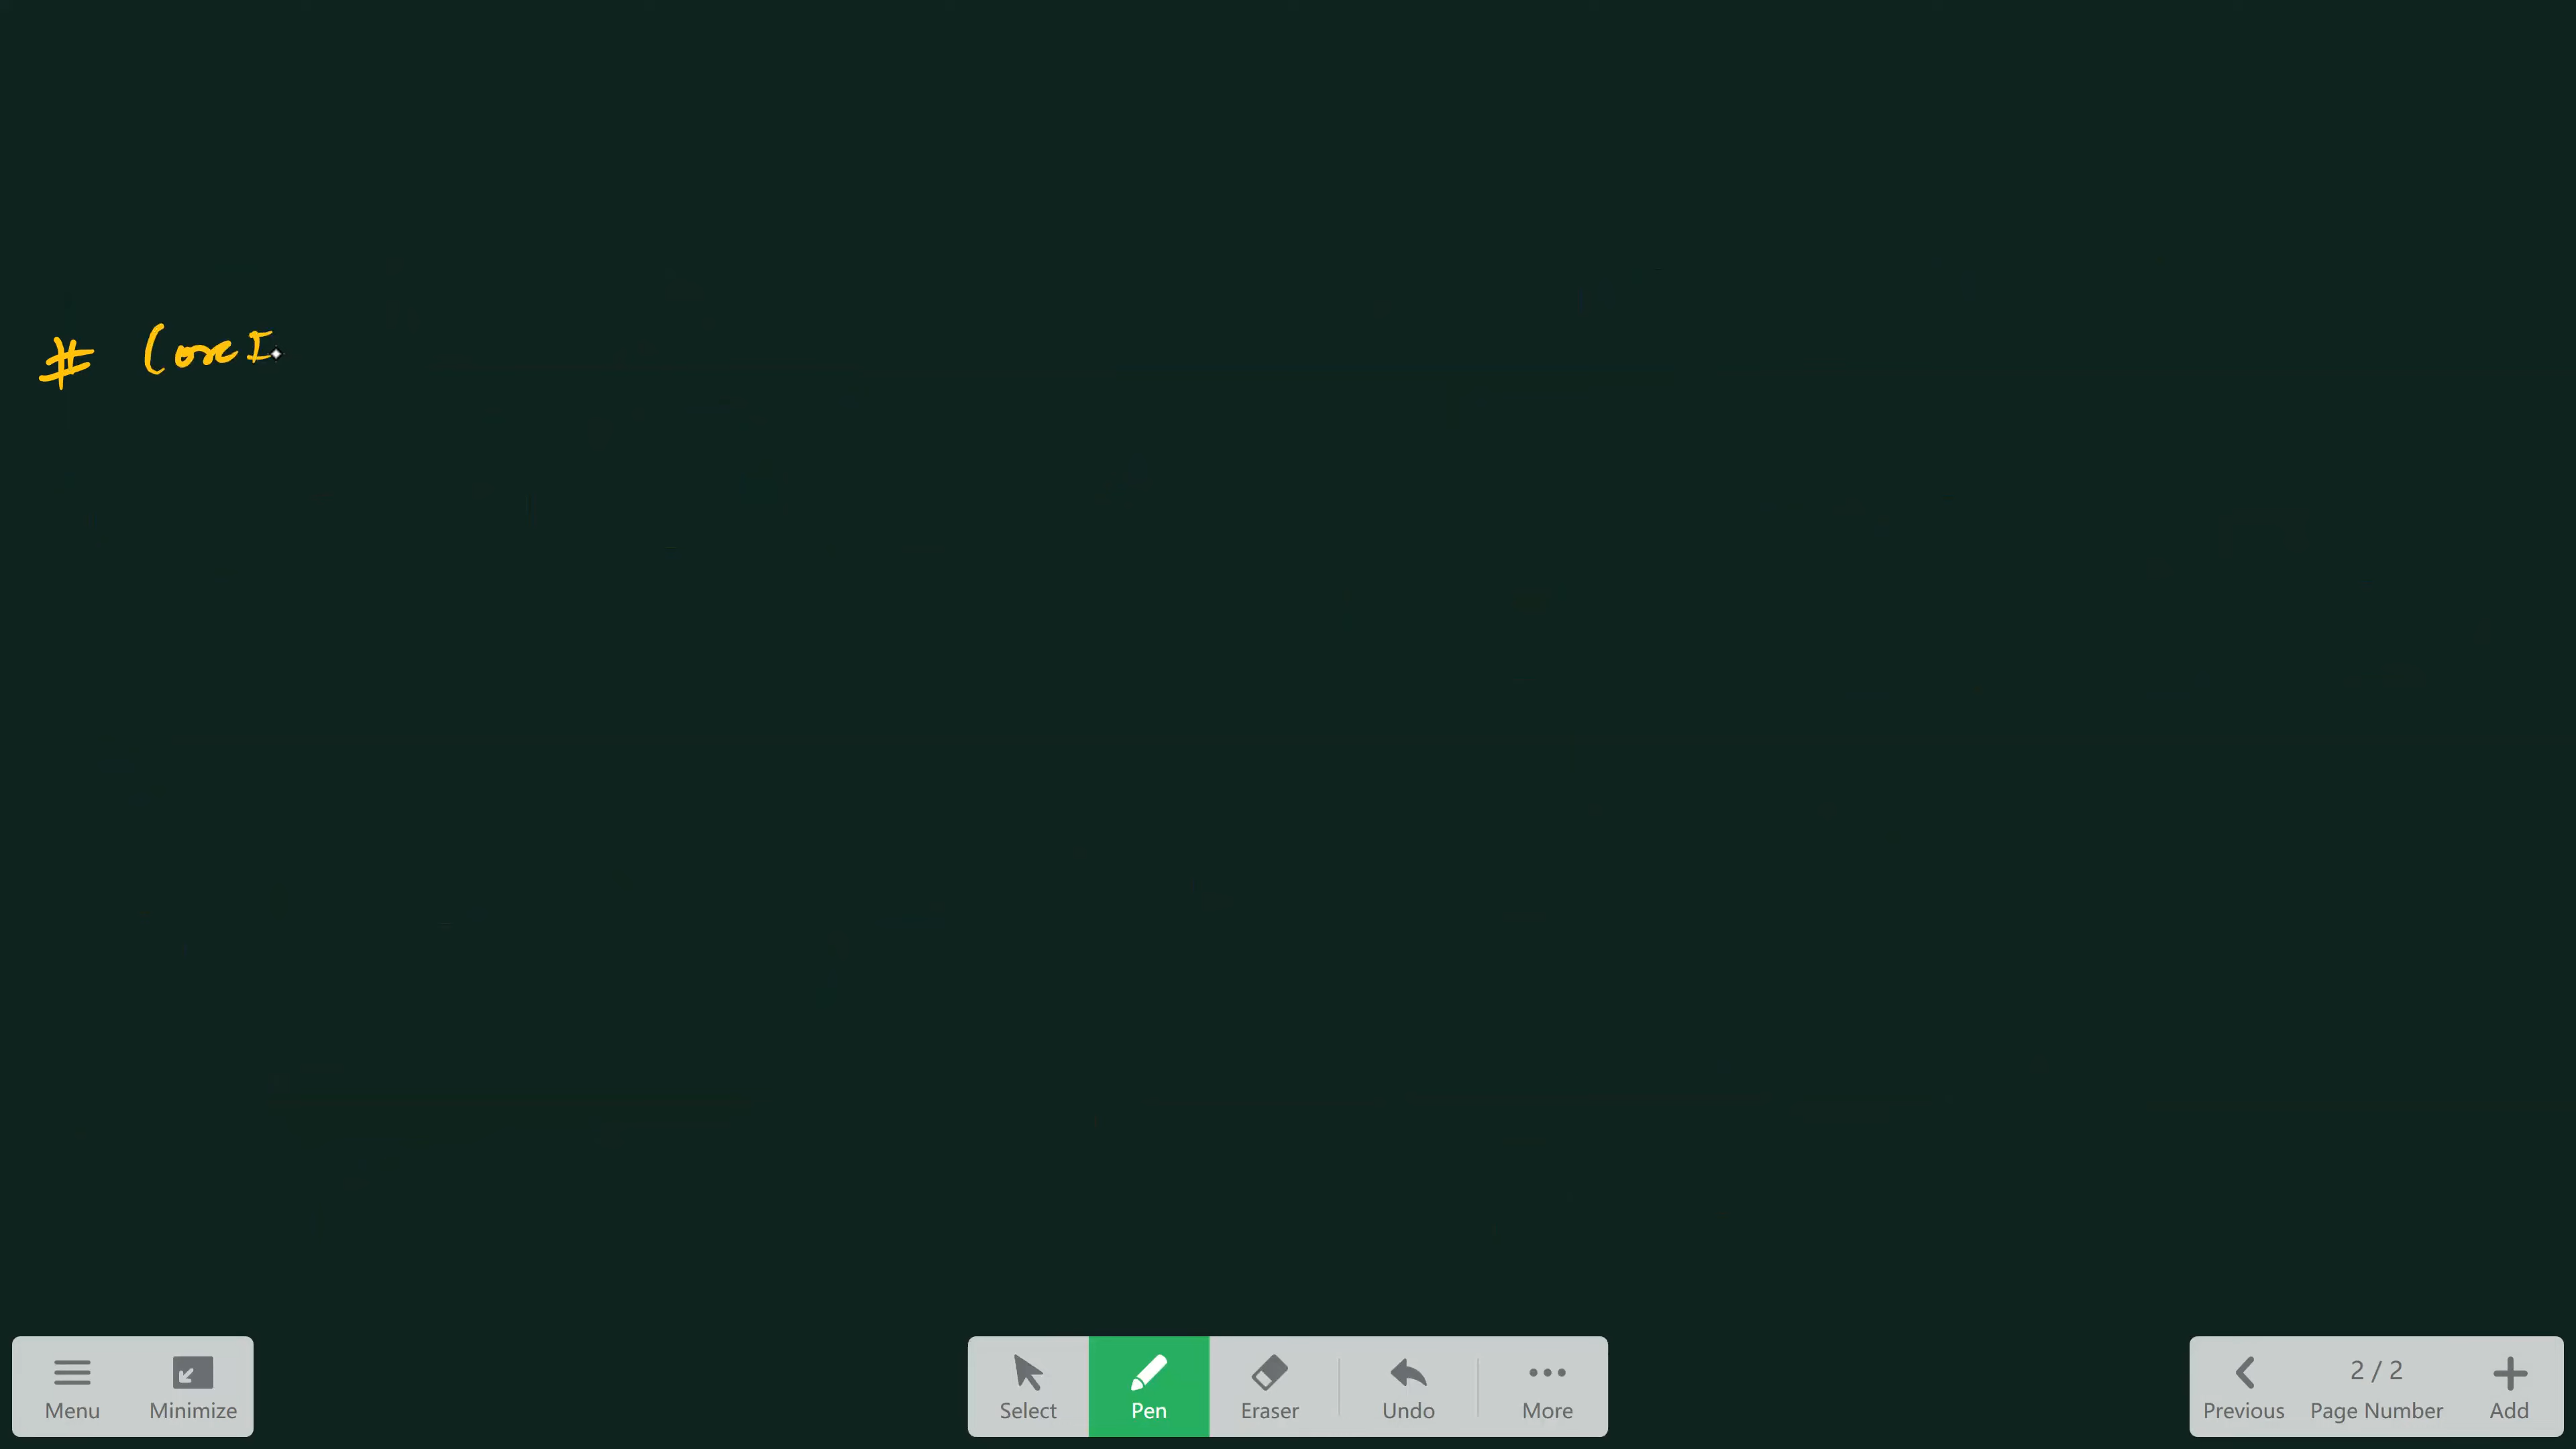 # Core I
Menu
Minimize
Select
Pen
Eraser
Undo
More
Previous
2 / 2
Page Number
Add